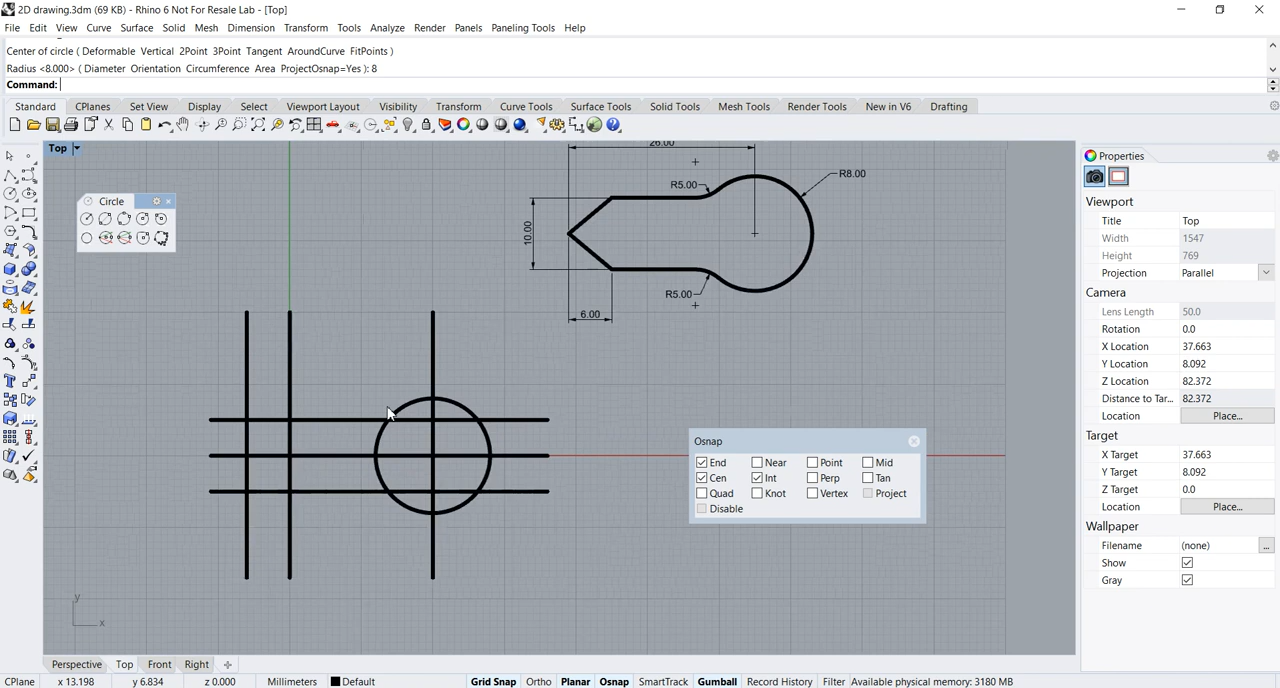 2D drawing.3dm (69 KB) - Rhino 6 Not For Resale Lab - [Top]
File Edit View Curve Surface Solid Mesh Dimension Transform Tools Analyze Render Panels Paneling Tools Help
Center of circle ( Deformable Vertical 2Point 3Point Tangent AroundCurve FitPoints )
Radius <8.000> ( Diameter Orientation Circumference Area ProjectOsnap=Yes ): 8
Command:
Standard CPlanes Set View Display Select Viewport Layout Visibility Transform Curve Tools Surface Tools Solid Tools Mesh Tools Render Tools New in V6 Drafting
Top
Circle
26.00
R5.00
R8.00
10.00
R5.00
6.00
Osnap
End Near Point Mid
Cen Int Perp Tan
Quad Knot Vertex Project
Disable
y
x
Properties
Viewport
Title Top
Width 1547
Height 769
Projection Parallel
Camera
Lens Length 50.0
Rotation 0.0
X Location 37.663
Y Location 8.092
Z Location 82.372
Distance to Tar... 82.372
Location Place...
Target
X Target 37.663
Y Target 8.092
Z Target 0.0
Location Place...
Wallpaper
Filename (none) ...
Show
Gray
Perspective Top Front Right
CPlane x 13.198 y 6.834 z 0.000 Millimeters Default Grid Snap Ortho Planar Osnap SmartTrack Gumball Record History Filter Available physical memory: 3180 MB